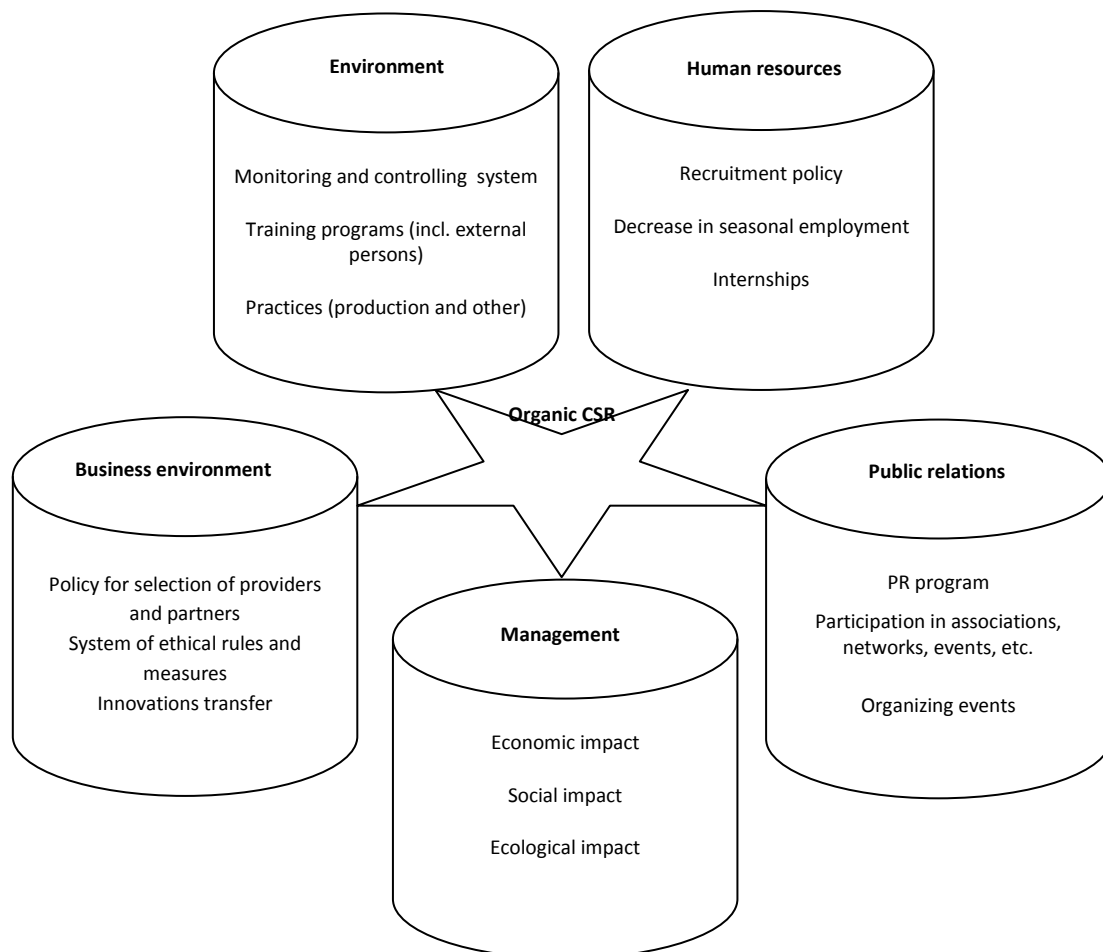 Environment
Monitoring and controlling system
Training programs (incl. external
persons)
Practices (production and other)
Human resources
Recruitment policy
Decrease in seasonal employment
Internships
Organic CSR
Business environment
Policy for selection of providers
and partners
System of ethical rules and
measures
Innovations transfer
Management
Economic impact
Social impact
Ecological impact
Public relations
PR program
Participation in associations,
networks, events, etc.
Organizing events